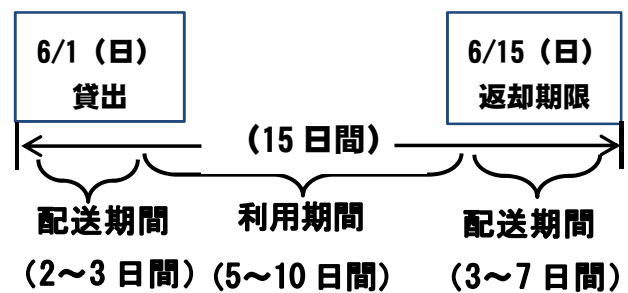 6/1（日）
貸出
6/15（日）
返却期限
（15日間）
配送期間
（2～3日間）
利用期間
（5～10日間）
配送期間
（3～7日間）